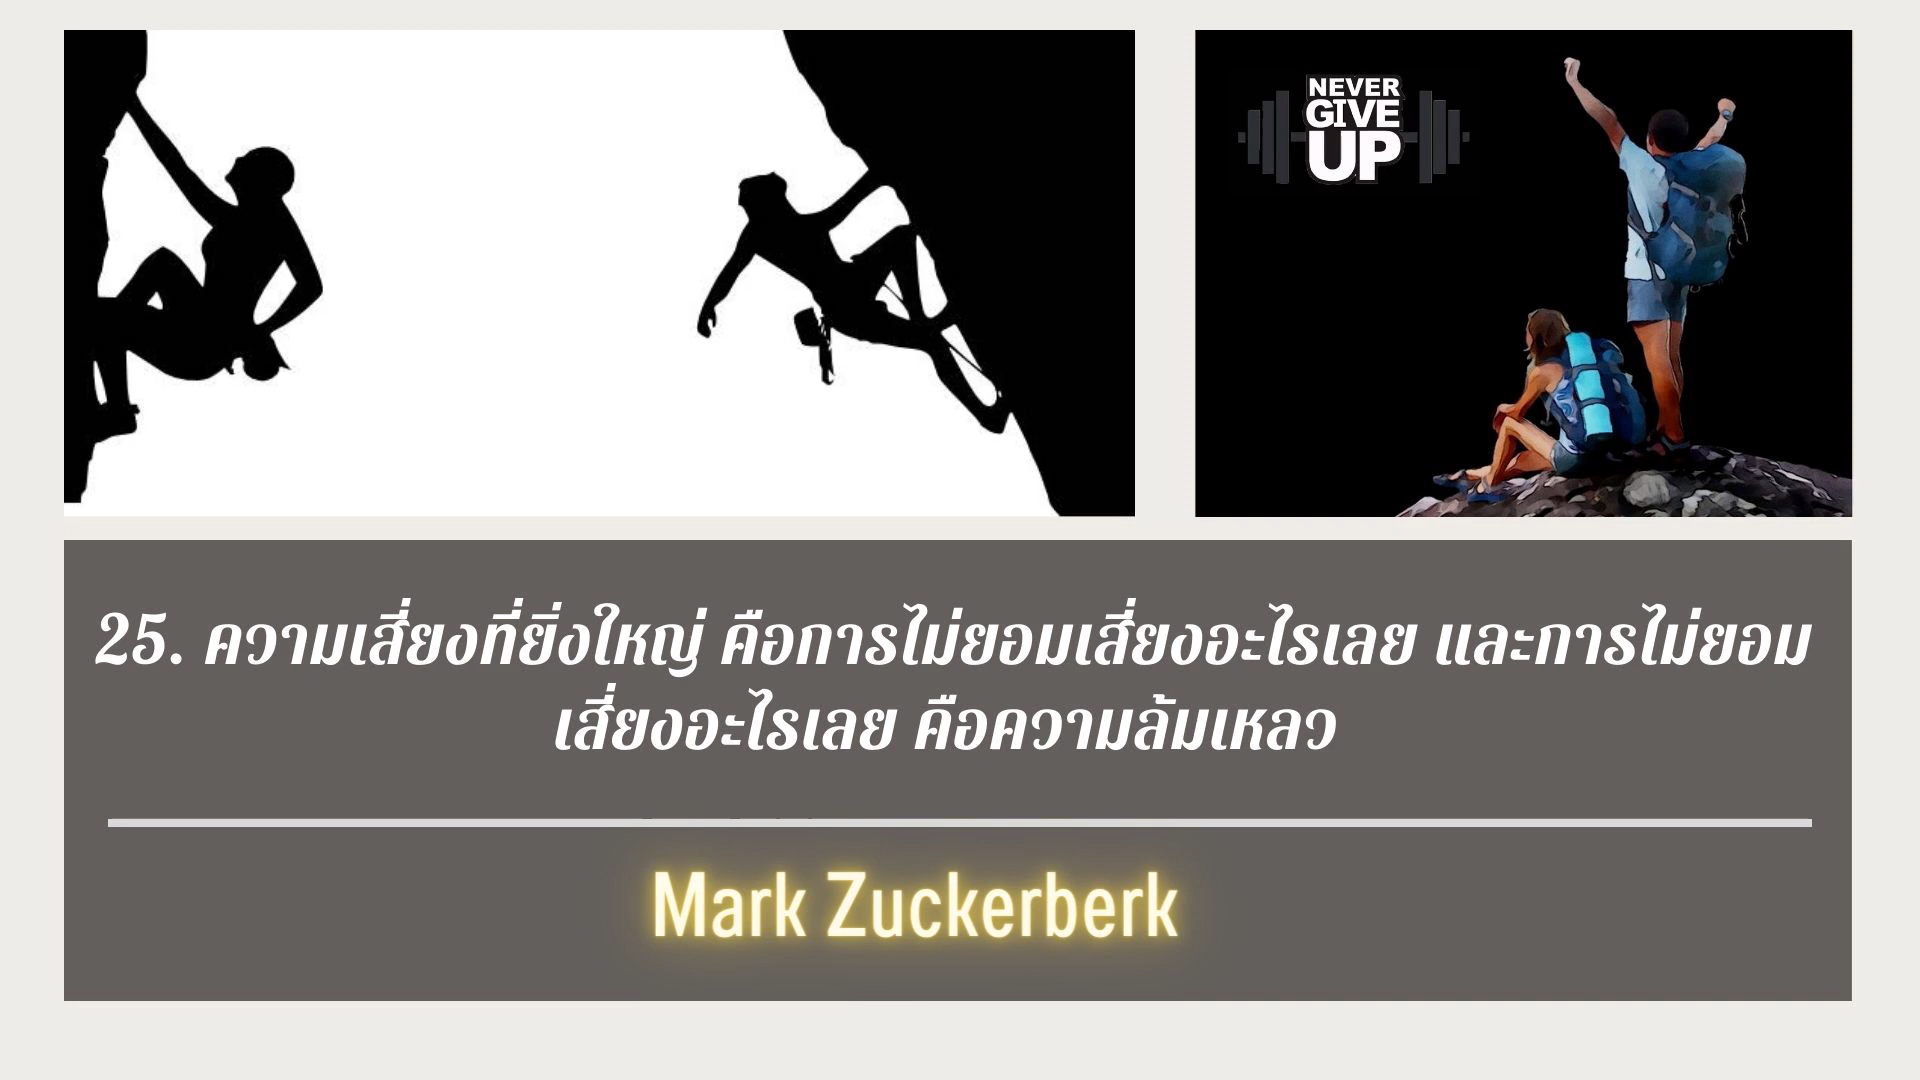 NEVER
GIVE
UP
25. ความเสี่ยงที่ยิ่งใหญ่ คือการไม่ยอมเสี่ยงอะไรเลย และการไม่ยอม
เสี่ยงอะไรเลย คือความล้มเหลว
Mark Zuckerberk